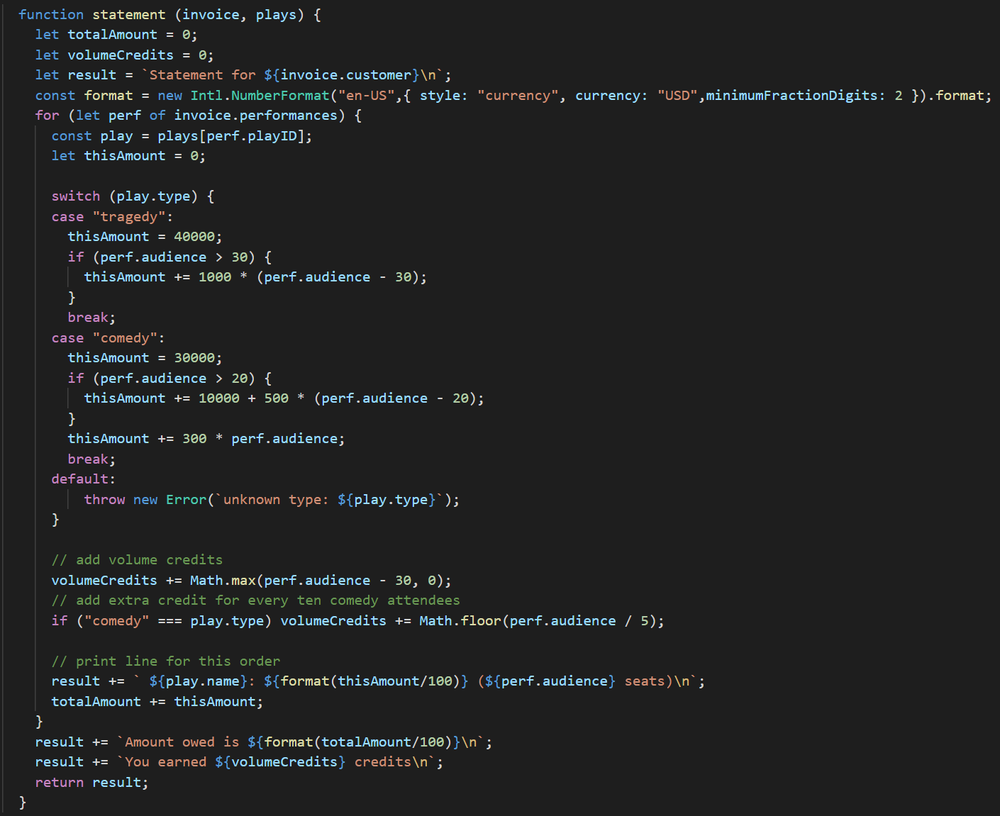 function statement (invoice, plays) {
  let totalAmount = 0;
  let volumeCredits = 0;
  let result = `Statement for ${invoice.customer}\n`;
  const format = new Intl.NumberFormat("en-US",{ style: "currency", currency: "USD",minimumFractionDigits: 2 }).format;
  for (let perf of invoice.performances) {
    const play = plays[perf.playID];
    let thisAmount = 0;

    switch (play.type) {
    case "tragedy":
      thisAmount = 40000;
      if (perf.audience > 30) {
        thisAmount += 1000 * (perf.audience - 30);
      }
      break;
    case "comedy":
      thisAmount = 30000;
      if (perf.audience > 20) {
        thisAmount += 10000 + 500 * (perf.audience - 20);
      }
      thisAmount += 300 * perf.audience;
      break;
    default:
        throw new Error(`unknown type: ${play.type}`);
    }

    // add volume credits
    volumeCredits += Math.max(perf.audience - 30, 0);
    // add extra credit for every ten comedy attendees
    if ("comedy" === play.type) volumeCredits += Math.floor(perf.audience / 5);

    // print line for this order
    result += ` ${play.name}: ${format(thisAmount/100)} (${perf.audience} seats)\n`;
    totalAmount += thisAmount;
  }
  result += `Amount owed is ${format(totalAmount/100)}\n`;
  result += `You earned ${volumeCredits} credits\n`;
  return result;
}